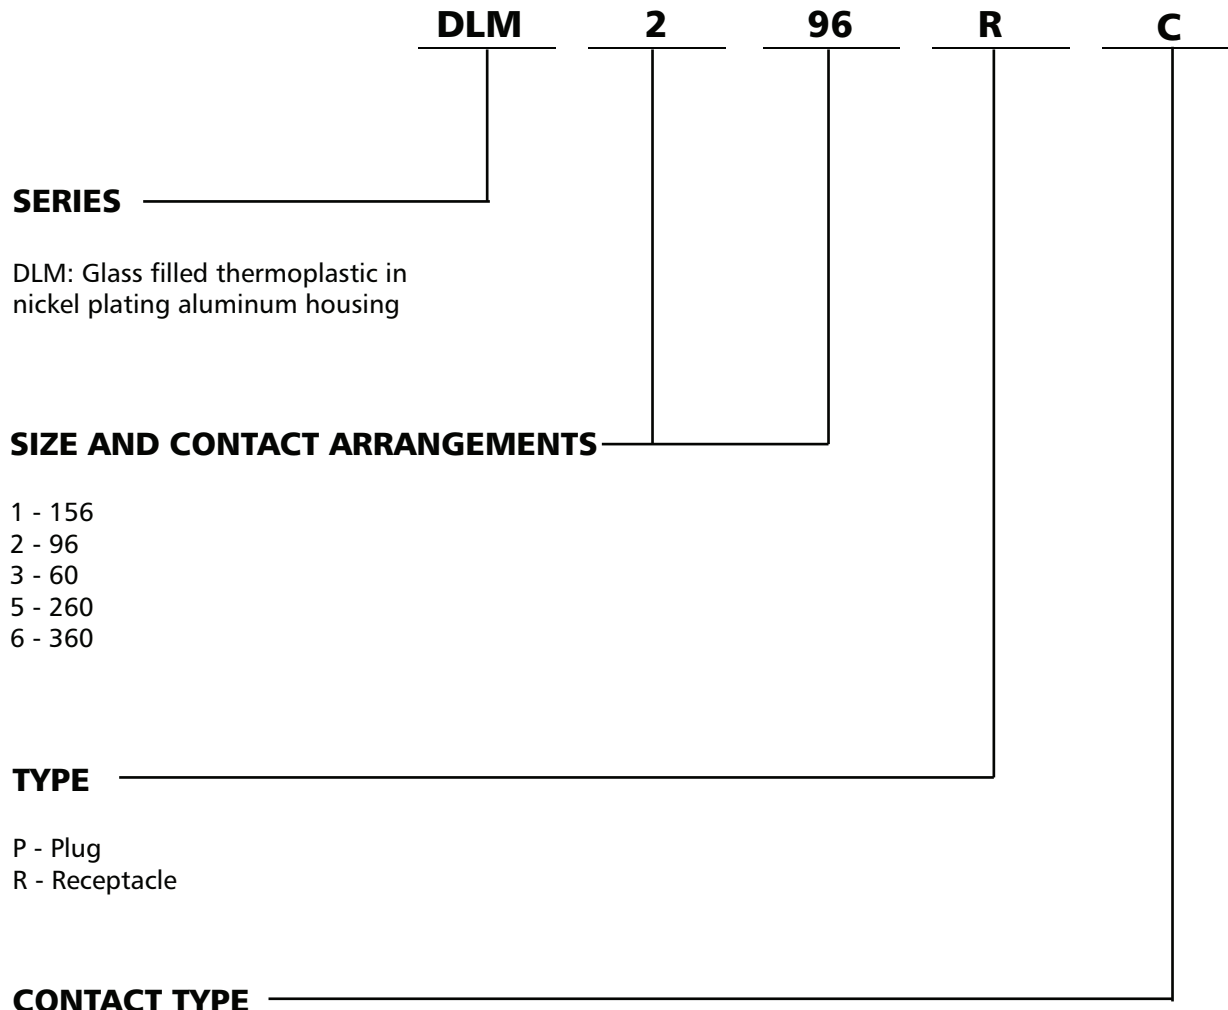 DLM 2 96 R C
SERIES
DLM: Glass filled thermoplastic in
nickel plating aluminum housing
SIZE AND CONTACT ARRANGEMENTS
1 - 156
2 - 96
3 - 60
5 - 260
6 - 360
TYPE
P - Plug
R - Receptacle
CONTACT TYPE